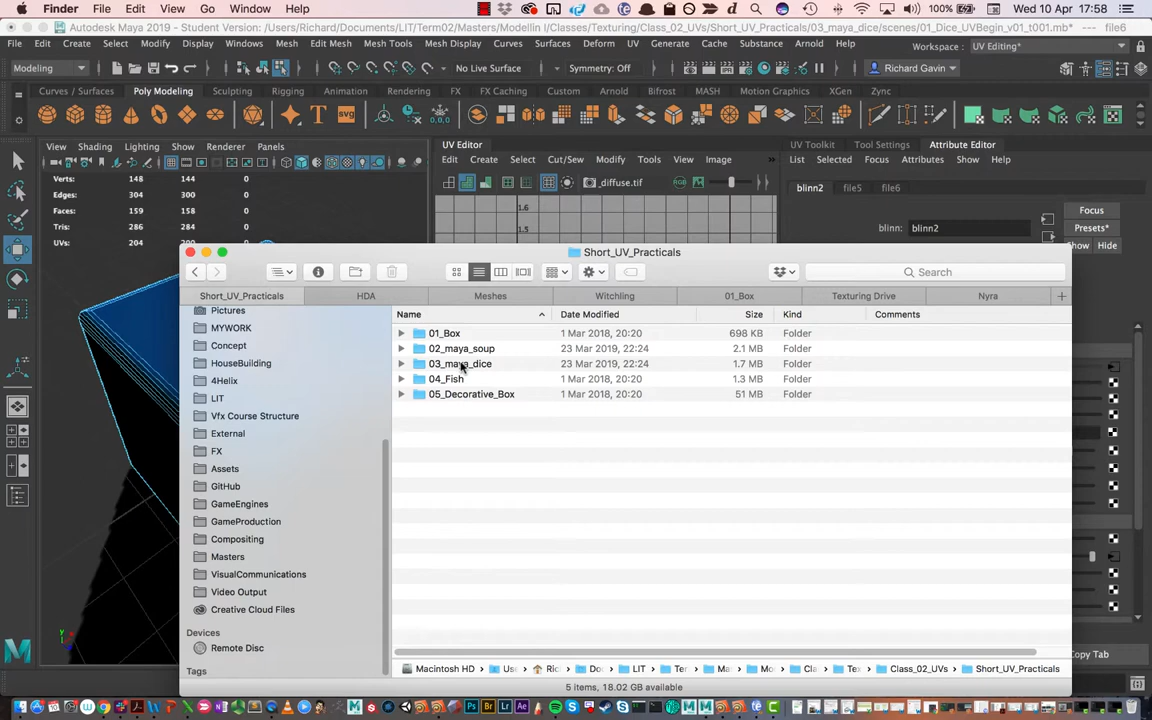 Finder File Edit View Go Window Help 100% Wed 10 Apr 17:58
Autodesk Maya 2019 - Student Version: /Users/Richard/Documents/LIT/Term02/Masters/Modellin I/Classes/Texturing/Class_02_UVs/Short_UV_Practicals/03_maya_dice/scenes/01_Dice_UVBegin_v01_t001.mb* - file6
File Edit Create Select Modify Display Windows Mesh Edit Mesh Mesh Tools Mesh Display Curves Surfaces Deform UV Generate Cache Substance Arnold Help Workspace : UV Editing*
Modeling No Live Surface Symmetry: Off Richard Gavin
Curves / Surfaces Poly Modeling Sculpting Rigging Animation Rendering FX FX Caching Custom Arnold Bifrost MASH Motion Graphics XGen Zync
View Shading Lighting Show Renderer Panels UV Editor UV Toolkit Tool Settings Attribute Editor
Edit Create Select Cut/Sew Modify Tools View Image List Selected Focus Attributes Show Help
Verts: 148 144 0
Edges: 304 300 0
Faces: 159 158 0
Tris: 286 284 0
_diffuse.tif
blinn2 file5 file6
1.6
1.5
Focus
blinn: blinn2 Presets*
Show Hide
Short_UV_Practicals
Search
Short_UV_Practicals HDA Meshes Witchling 01_Box Texturing Drive Nyra
Pictures
MYWORK
Concept
HouseBuilding
4Helix
LIT
Vfx Course Structure
External
FX
Assets
GitHub
GameEngines
GameProduction
Compositing
Masters
VisualCommunications
Video Output
Creative Cloud Files
Devices
Remote Disc
Tags
Name Date Modified Size Kind Comments
01_Box 1 Mar 2018, 20:20 698 KB Folder
02_maya_soup 23 Mar 2019, 22:24 2.1 MB Folder
03_maya_dice 23 Mar 2019, 22:24 1.7 MB Folder
04_Fish 1 Mar 2018, 20:20 1.3 MB Folder
05_Decorative_Box 1 Mar 2018, 20:20 51 MB Folder
Macintosh HD LIT Class_02_UVs Short_UV_Practicals
5 items, 18.02 GB available